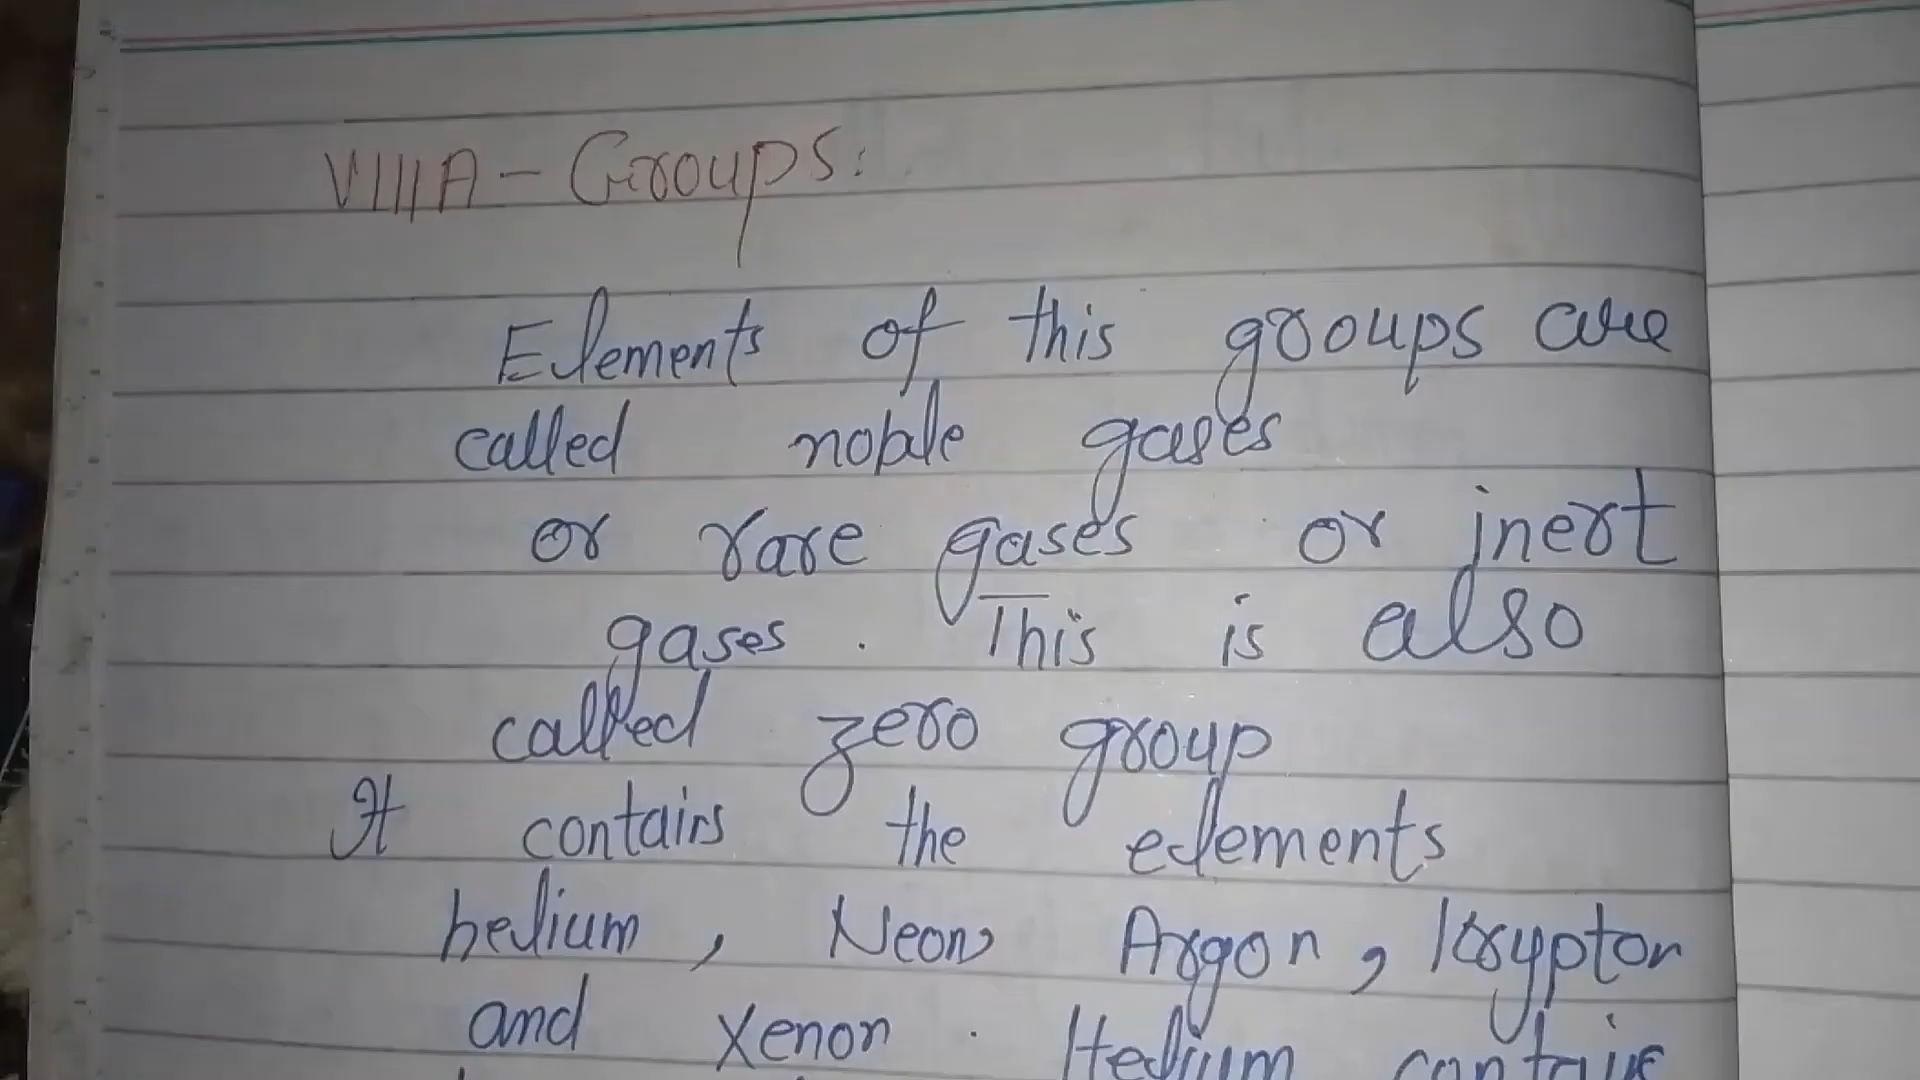 VIIIA - Groups:
Elements of this groups are
called noble gases
or rare gases or inert
gases. This is also
called zero group
It contains the elements
helium, Neon, Argon, Krypton
and Xenon. Helium contains